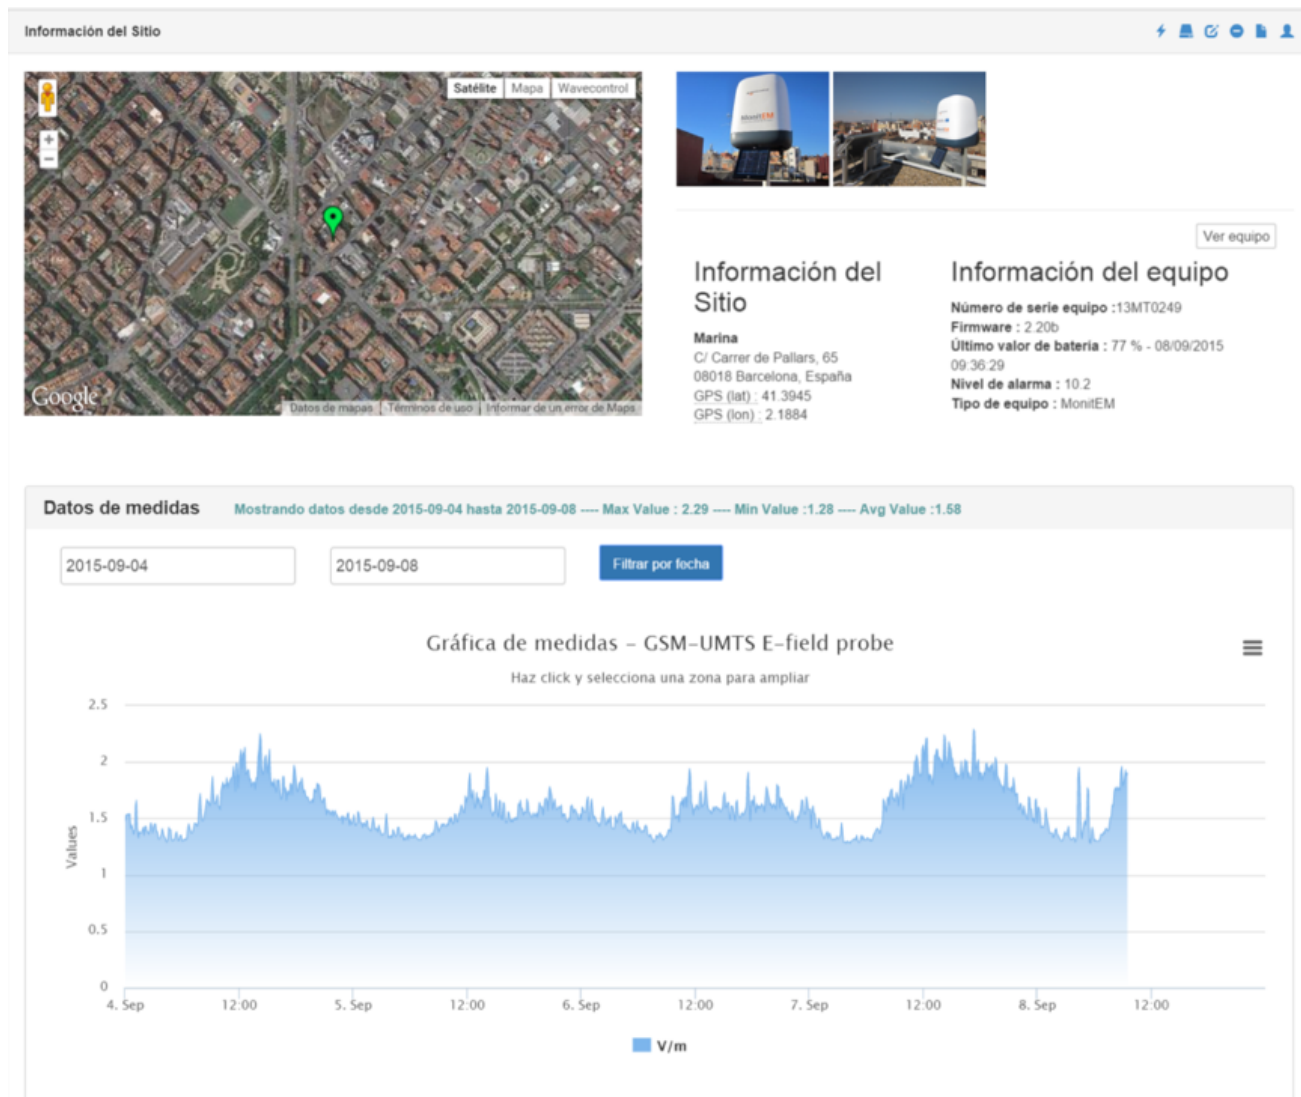 Información del Sitio
Satélite Mapa Wavecontrol
MonitEM
Google
Datos de mapas Términos de uso Informar de un error de Maps
Ver equipo
Información del
Sitio
Marina
C/ Carrer de Pallars, 65
08018 Barcelona, España
GPS (lat) : 41.3945
GPS (lon) : 2.1884
Información del equipo
Número de serie equipo :13MT0249
Firmware : 2.20b
Último valor de bateria : 77 % - 08/09/2015
09:36:29
Nivel de alarma : 10.2
Tipo de equipo : MonitEM
Datos de medidas Mostrando datos desde 2015-09-04 hasta 2015-09-08 ---- Max Value : 2.29 ---- Min Value :1.28 ---- Avg Value :1.58
2015-09-04 2015-09-08 Filtrar por fecha
Gráfica de medidas – GSM-UMTS E-field probe
Haz click y selecciona una zona para ampliar
2.5
2
1.5
1
0.5
0
Values
4. Sep 12:00 5. Sep 12:00 6. Sep 12:00 7. Sep 12:00 8. Sep 12:00
V/m